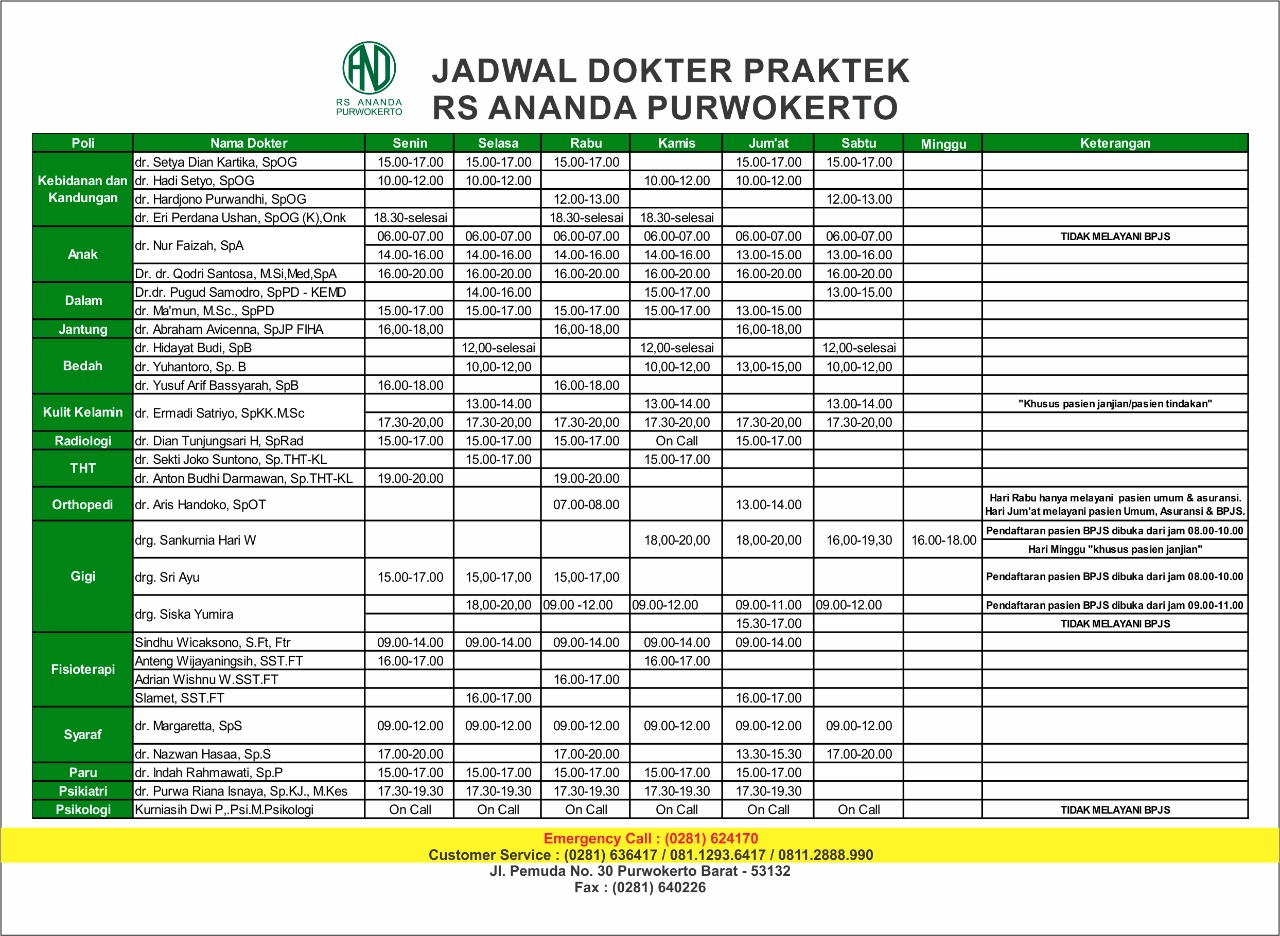 RS ANANDA
PURWOKERTO
JADWAL DOKTER PRAKTEK
RS ANANDA PURWOKERTO
Poli Nama Dokter Senin Selasa Rabu Kamis Jum'at Sabtu Minggu Keterangan
Kebidanan dan Kandungan
dr. Setya Dian Kartika, SpOG 15.00-17.00 15.00-17.00 15.00-17.00 15.00-17.00 15.00-17.00
dr. Hadi Setyo, SpOG 10.00-12.00 10.00-12.00 10.00-12.00 10.00-12.00
dr. Hardjono Purwandhi, SpOG 12.00-13.00 12.00-13.00
dr. Eri Perdana Ushan, SpOG (K),Onk 18.30-selesai 18.30-selesai 18.30-selesai
Anak
dr. Nur Faizah, SpA 06.00-07.00 06.00-07.00 06.00-07.00 06.00-07.00 06.00-07.00 06.00-07.00 TIDAK MELAYANI BPJS
14.00-16.00 14.00-16.00 14.00-16.00 14.00-16.00 13.00-15.00 13.00-16.00
Dr. dr. Qodri Santosa, M.Si,Med,SpA 16.00-20.00 16.00-20.00 16.00-20.00 16.00-20.00 16.00-20.00 16.00-20.00
Dalam
Dr.dr. Pugud Samodro, SpPD - KEMD 14.00-16.00 15.00-17.00 13.00-15.00
dr. Ma'mun, M.Sc., SpPD 15.00-17.00 15.00-17.00 15.00-17.00 15.00-17.00 13.00-15.00
Jantung dr. Abraham Avicenna, SpJP FIHA 16,00-18,00 16,00-18,00 16,00-18,00
Bedah
dr. Hidayat Budi, SpB 12,00-selesai 12,00-selesai 12,00-selesai
dr. Yuhantoro, Sp. B 10,00-12,00 10,00-12,00 13,00-15,00 10,00-12,00
dr. Yusuf Arif Bassyarah, SpB 16.00-18.00 16.00-18.00
Kulit Kelamin
dr. Ermadi Satriyo, SpKK.M.Sc 13.00-14.00 13.00-14.00 13.00-14.00 "Khusus pasien janjian/pasien tindakan"
17.30-20,00 17.30-20,00 17.30-20,00 17.30-20,00 17.30-20,00 17.30-20,00
Radiologi dr. Dian Tunjungsari H, SpRad 15.00-17.00 15.00-17.00 15.00-17.00 On Call 15.00-17.00
THT
dr. Sekti Joko Suntono, Sp.THT-KL 15.00-17.00 15.00-17.00
dr. Anton Budhi Darmawan, Sp.THT-KL 19.00-20.00 19.00-20.00
Orthopedi dr. Aris Handoko, SpOT 07.00-08.00 13.00-14.00 Hari Rabu hanya melayani pasien umum & asuransi.
Hari Jum'at melayani pasien Umum, Asuransi & BPJS.
Gigi
drg. Sankurnia Hari W 18,00-20,00 18,00-20,00 16,00-19,30 16.00-18.00 Pendaftaran pasien BPJS dibuka dari jam 08.00-10.00
Hari Minggu "khusus pasien janjian"
drg. Sri Ayu 15.00-17.00 15,00-17,00 15,00-17,00 Pendaftaran pasien BPJS dibuka dari jam 08.00-10.00
drg. Siska Yumira 18,00-20,00 09.00 -12.00 09.00-12.00 09.00-11.00 09.00-12.00 Pendaftaran pasien BPJS dibuka dari jam 09.00-11.00
15.30-17.00 TIDAK MELAYANI BPJS
Fisioterapi
Sindhu Wicaksono, S.Ft, Ftr 09.00-14.00 09.00-14.00 09.00-14.00 09.00-14.00 09.00-14.00
Anteng Wijayaningsih, SST.FT 16.00-17.00 16.00-17.00
Adrian Wishnu W.SST.FT 16.00-17.00
Slamet, SST.FT 16.00-17.00 16.00-17.00
Syaraf
dr. Margaretta, SpS 09.00-12.00 09.00-12.00 09.00-12.00 09.00-12.00 09.00-12.00 09.00-12.00
dr. Nazwan Hasaa, Sp.S 17.00-20.00 17.00-20.00 13.30-15.30 17.00-20.00
Paru dr. Indah Rahmawati, Sp.P 15.00-17.00 15.00-17.00 15.00-17.00 15.00-17.00 15.00-17.00
Psikiatri dr. Purwa Riana Isnaya, Sp.KJ., M.Kes 17.30-19.30 17.30-19.30 17.30-19.30 17.30-19.30 17.30-19.30
Psikologi Kurniasih Dwi P,.Psi.M.Psikologi On Call On Call On Call On Call On Call On Call TIDAK MELAYANI BPJS
Emergency Call : (0281) 624170
Customer Service : (0281) 636417 / 081.1293.6417 / 0811.2888.990
Jl. Pemuda No. 30 Purwokerto Barat - 53132
Fax : (0281) 640226